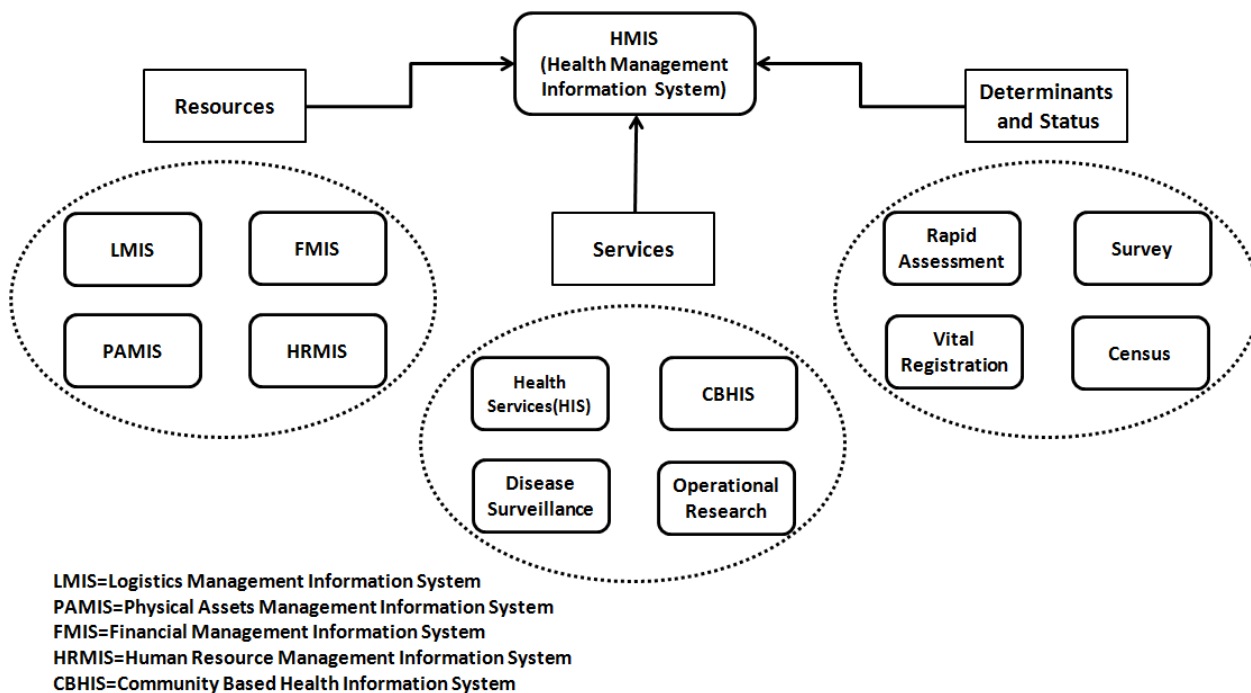 HMIS
(Health Management
Information System)
Resources
Determinants
and Status
Services
LMIS
FMIS
PAMIS
HRMIS
Rapid
Assessment
Survey
Vital
Registration
Census
Health
Services(HIS)
CBHIS
Disease
Surveillance
Operational
Research
LMIS=Logistics Management Information System
PAMIS=Physical Assets Management Information System
FMIS=Financial Management Information System
HRMIS=Human Resource Management Information System
CBHIS=Community Based Health Information System